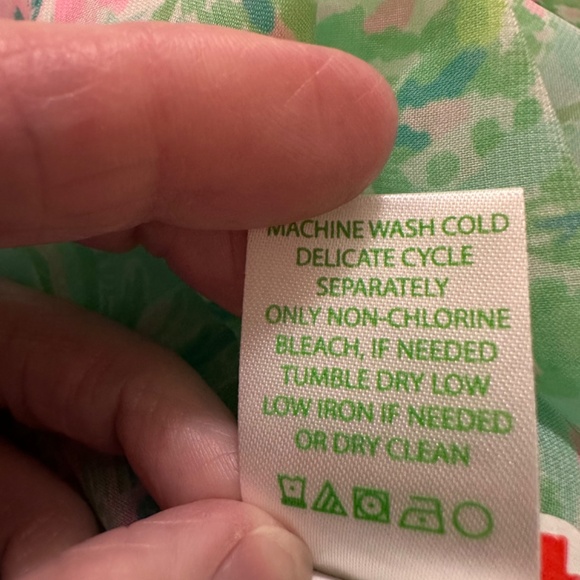 MACHINE WASH COLD
DELICATE CYCLE
SEPARATELY
ONLY NON-CHLORINE
BLEACH, IF NEEDED
TUMBLE DRY LOW
LOW IRON IF NEEDED
OR DRY CLEAN